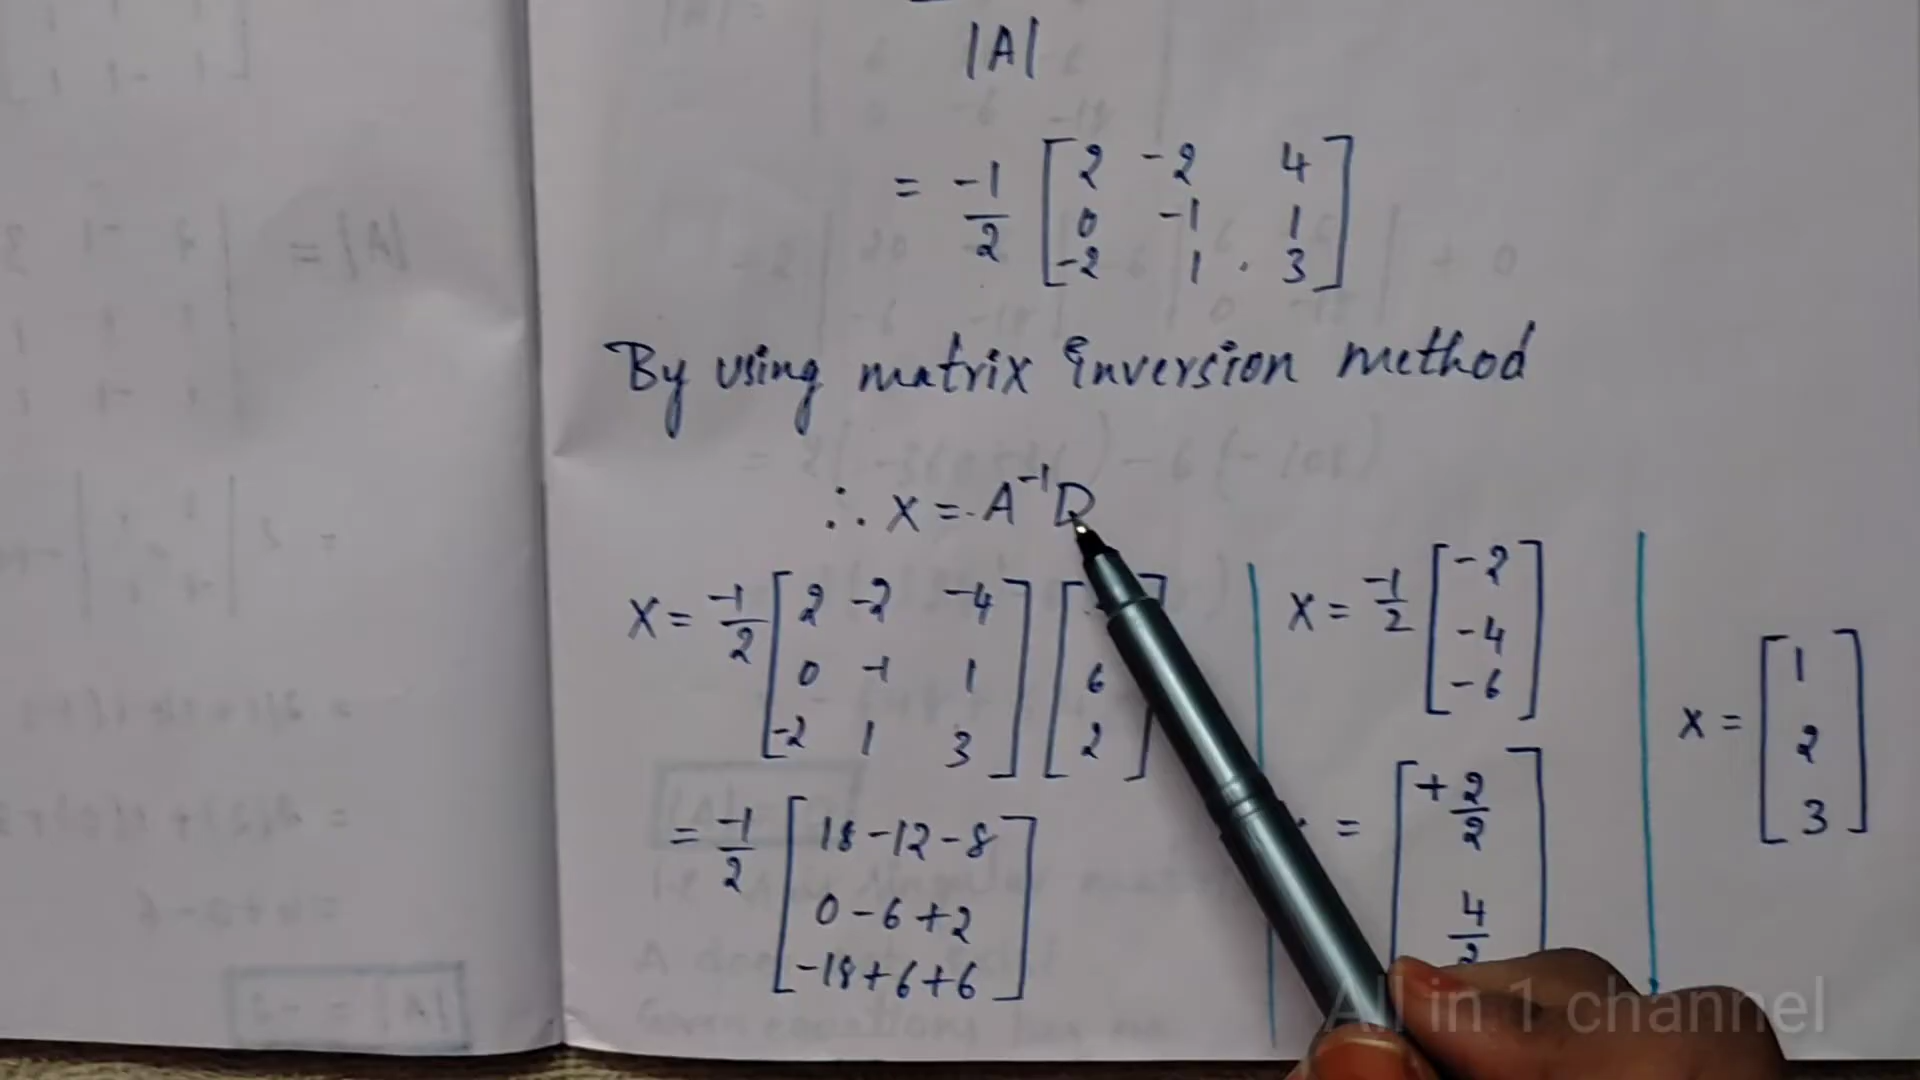 |A|
= -1/2 [2 -2 4
0 -1 1
-2 1 . 3]
By using matrix inversion method
∴ X = A⁻¹D
X = -1/2 [2 -2 -4
0 -1 1
-2 1 3] [
6
2]
= -1/2 [18-12-8
0-6+2
-18+6+6]
X = -1/2 [-2
-4
-6]
= [+2/2
4/2
X = [1
2
3]
All in 1 channel